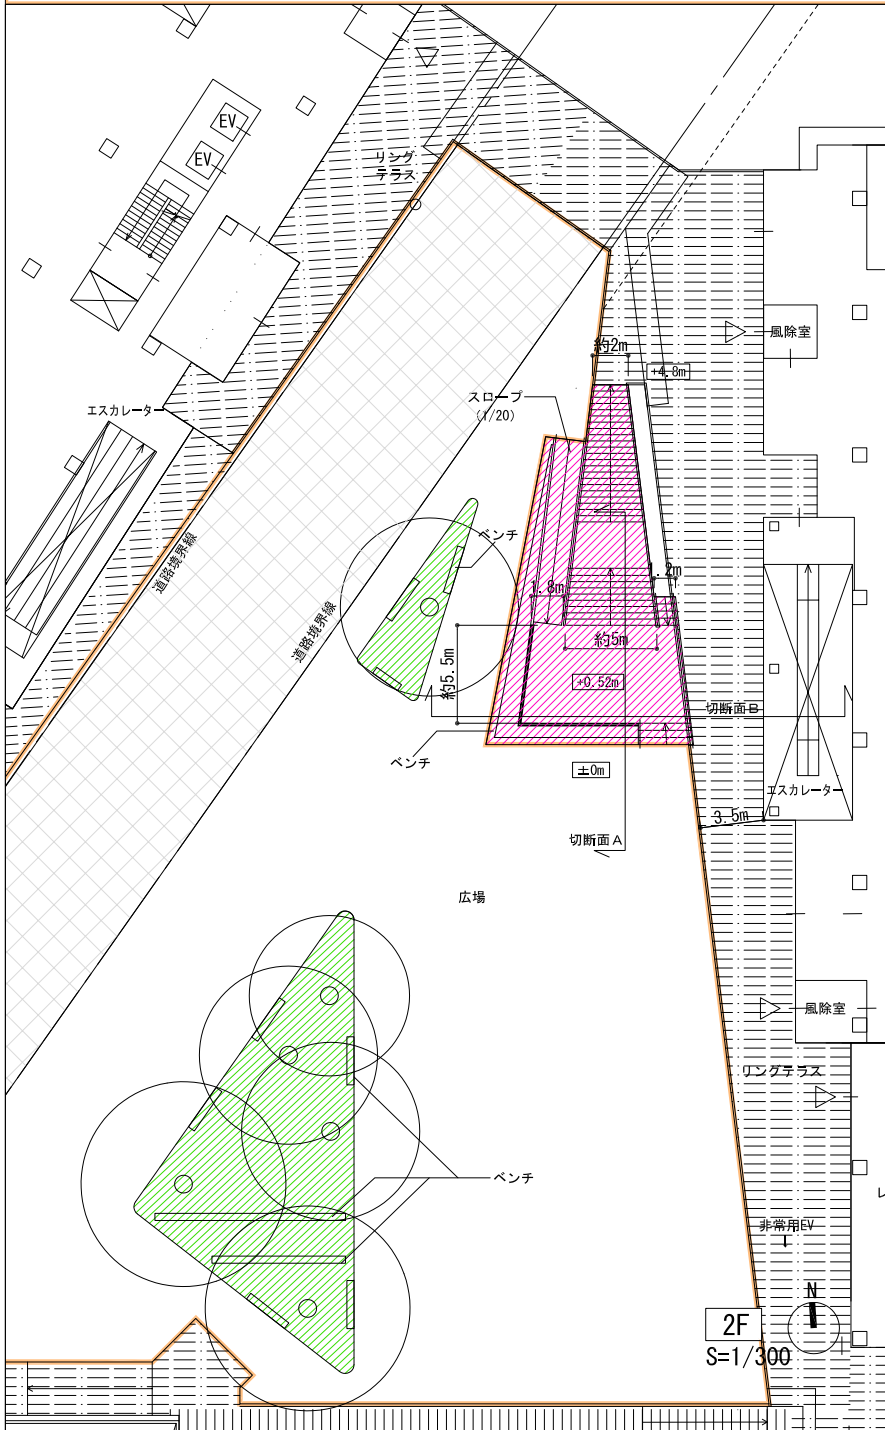 EV
EV
リング
テラス
風除室
約2m
+4.8m
スロープ
(1/20)
エスカレーター
ベンチ
道路境界線
道路境界線
1.8m
1.2m
約5m
約5.5m
+0.52m
切断面B
ベンチ
±0m
エスカレーター
3.5m
切断面A
広場
風除室
リングテラス
ベンチ
レ
非常用EV
N
2F
S=1/300